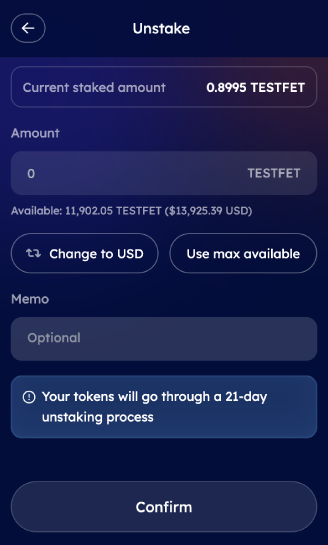 Unstake
Current staked amount 0.8995 TESTFET
Amount
0 TESTFET
Available: 11,902.05 TESTFET ($13,925.39 USD)
Change to USD Use max available
Memo
Optional
Your tokens will go through a 21-day
unstaking process
Confirm